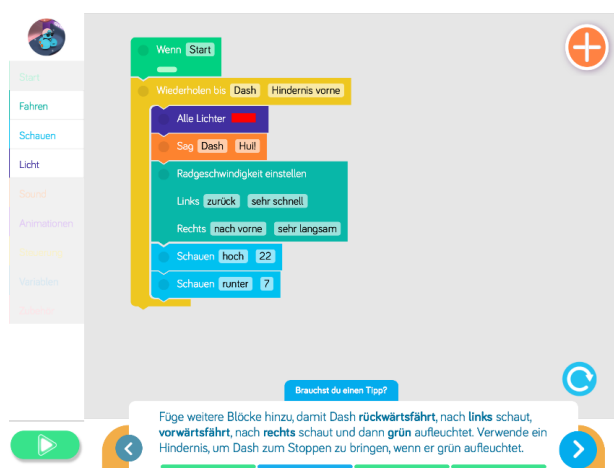 Wenn Start
Start
Wiederholen bis Dash Hindernis vorne
Fahren
Alle Lichter
Schauen
Sag Dash Hui!
Licht
Radgeschwindigkeit einstellen
Sound
Links zurück sehr schnell
Animationen
Rechts nach vorne sehr langsam
Schauen hoch 22
Variablen
Schauen runter 7
Brauchst du einen Tipp?
Füge weitere Blöcke hinzu, damit Dash rückwärtsfährt, nach links schaut,
vorwärtsfährt, nach rechts schaut und dann grün aufleuchtet. Verwende ein
Hindernis, um Dash zum Stoppen zu bringen, wenn er grün aufleuchtet.